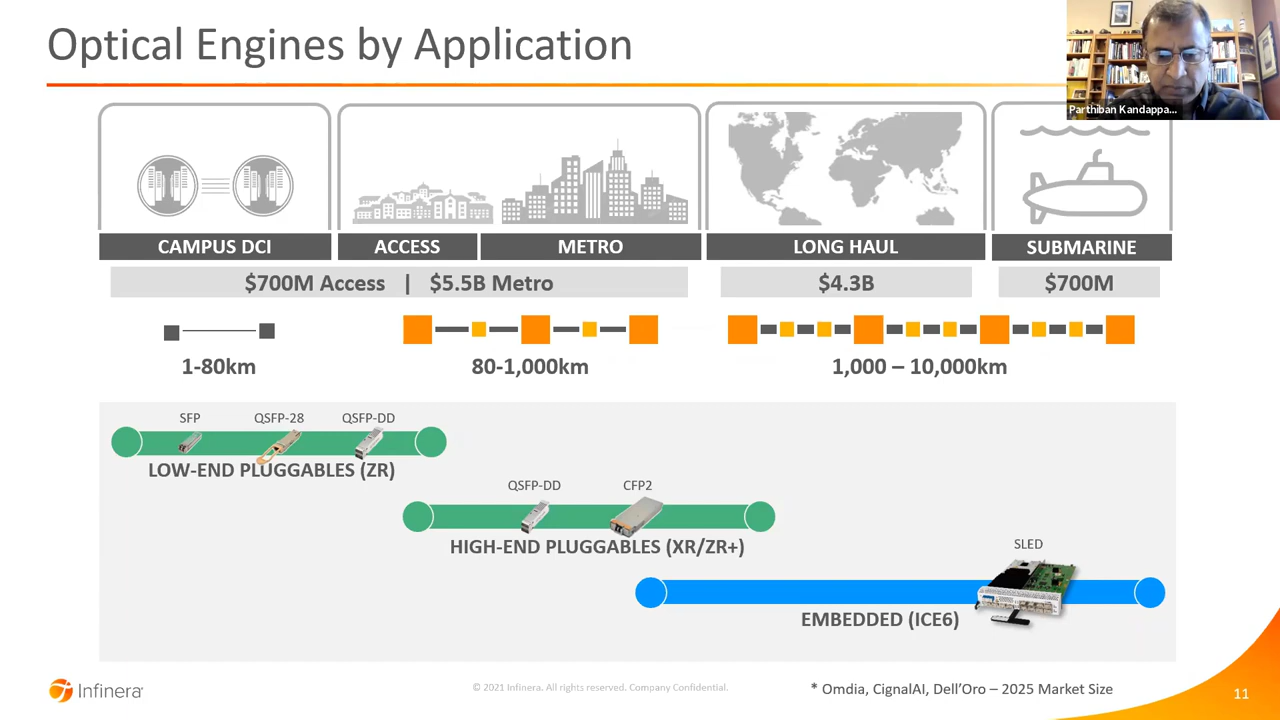 Optical Engines by Application
Parthiban Kandappa...
CAMPUS DCI
ACCESS
METRO
LONG HAUL
SUBMARINE
$700M Access | $5.5B Metro
$4.3B
$700M
1-80km
80-1,000km
1,000 – 10,000km
SFP
QSFP-28
QSFP-DD
LOW-END PLUGGABLES (ZR)
QSFP-DD
CFP2
HIGH-END PLUGGABLES (XR/ZR+)
SLED
EMBEDDED (ICE6)
Infinera
© 2021 Infinera. All rights reserved. Company Confidential.
* Omdia, CignalAI, Dell'Oro – 2025 Market Size
11